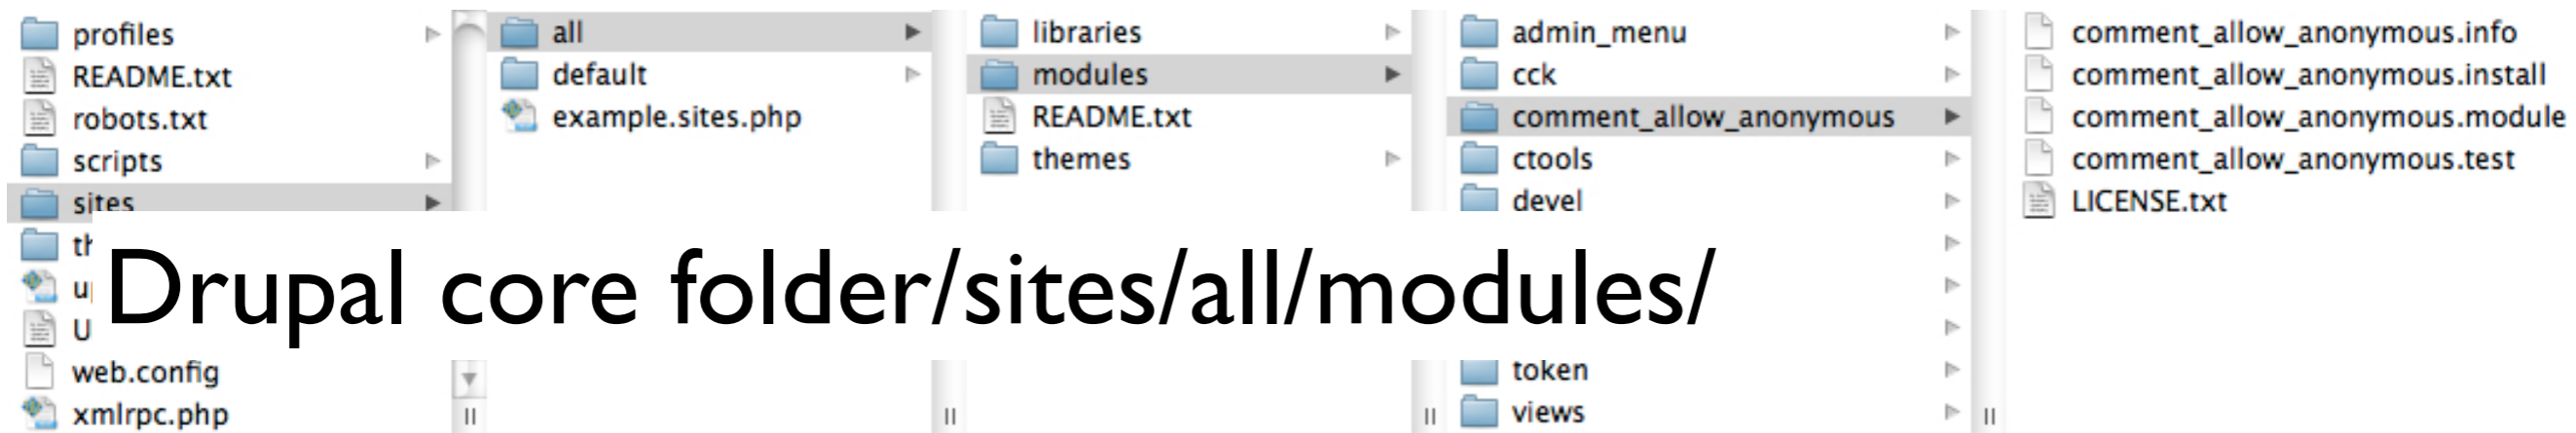 profiles
README.txt
robots.txt
scripts
sites
web.config
xmlrpc.php
all
default
example.sites.php
libraries
modules
README.txt
themes
admin_menu
cck
comment_allow_anonymous
ctools
devel
token
views
comment_allow_anonymous.info
comment_allow_anonymous.install
comment_allow_anonymous.module
comment_allow_anonymous.test
LICENSE.txt
Drupal core folder/sites/all/modules/